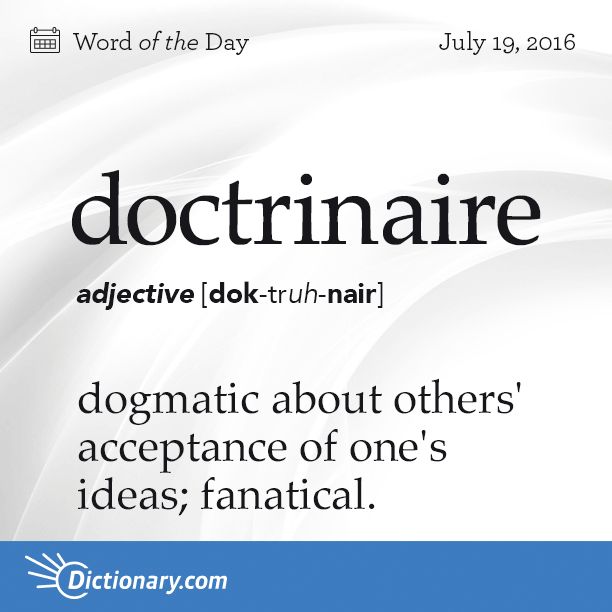 Word of the Day
July 19, 2016
doctrinaire
adjective [dok-truh-nair]
dogmatic about others'
acceptance of one's
ideas; fanatical.
Dictionary.com